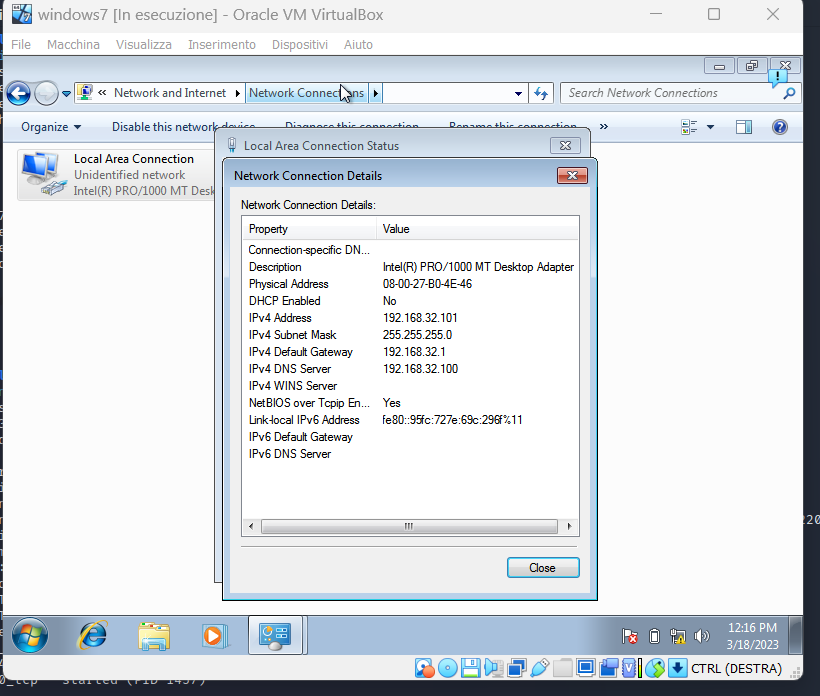 windows7 [In esecuzione] - Oracle VM VirtualBox
File Macchina Visualizza Inserimento Dispositivi Aiuto
« Network and Internet Network Connections Search Network Connections
Organize Disable this network device Diagnose this connection Rename this connection »
Local Area Connection
Unidentified network
Intel(R) PRO/1000 MT Desk
Local Area Connection Status
Network Connection Details
Network Connection Details:
Property Value
Connection-specific DN...
Description Intel(R) PRO/1000 MT Desktop Adapter
Physical Address 08-00-27-B0-4E-46
DHCP Enabled No
IPv4 Address 192.168.32.101
IPv4 Subnet Mask 255.255.255.0
IPv4 Default Gateway 192.168.32.1
IPv4 DNS Server 192.168.32.100
IPv4 WINS Server
NetBIOS over Tcpip En... Yes
Link-local IPv6 Address fe80::95fc:727e:69c:296f%11
IPv6 Default Gateway
IPv6 DNS Server
Close
12:16 PM
3/18/2023
CTRL (DESTRA)